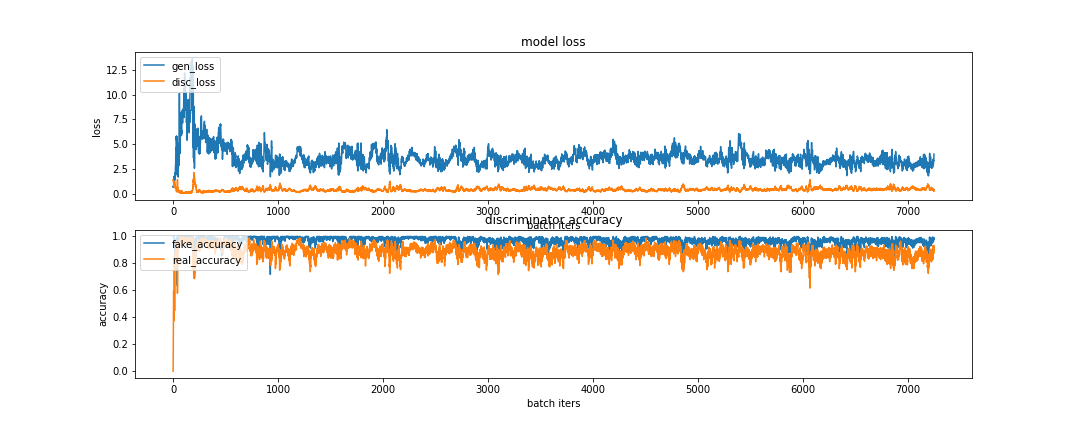 model loss
gen_loss
disc_loss
12.5
10.0
7.5
5.0
2.5
0.0
loss
0 1000 2000 3000 4000 5000 6000 7000
batch iters
discriminator accuracy
fake_accuracy
real_accuracy
1.0
0.8
0.6
0.4
0.2
0.0
accuracy
0 1000 2000 3000 4000 5000 6000 7000
batch iters